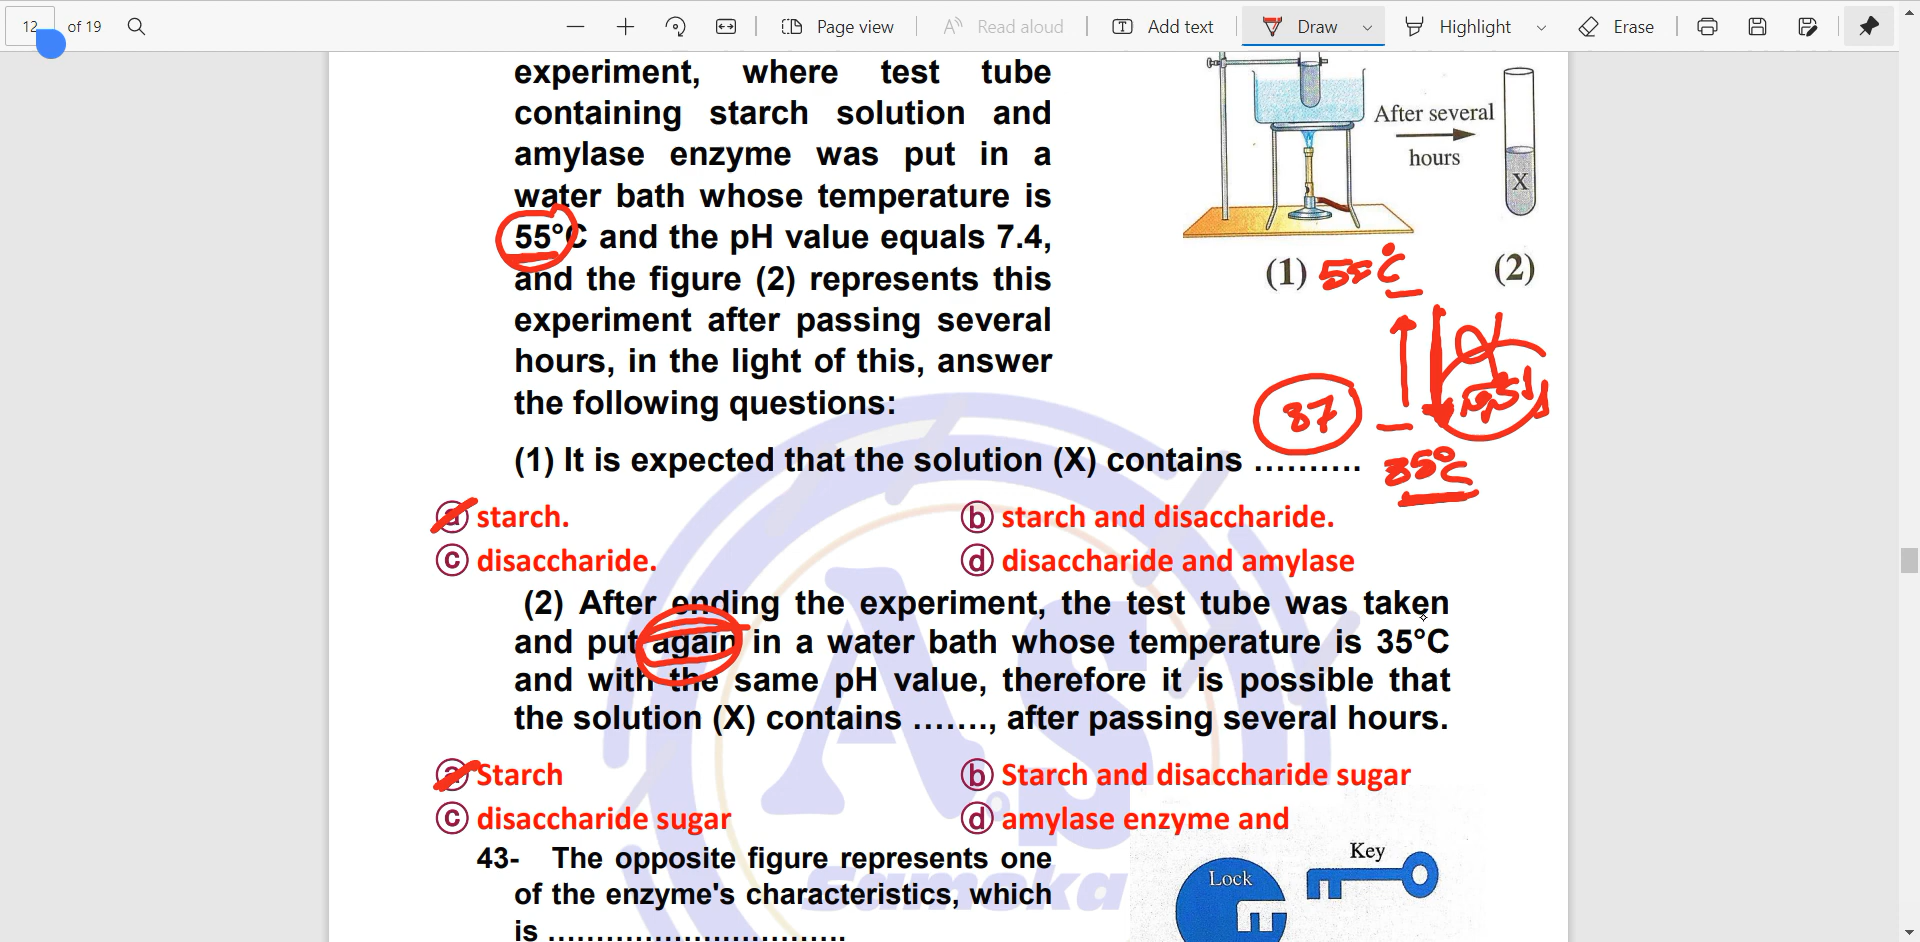 12 of 19 Page view Read aloud Add text Draw Highlight Erase
experiment, where test tube
containing starch solution and
amylase enzyme was put in a
water bath whose temperature is
55°C and the pH value equals 7.4,
and the figure (2) represents this
experiment after passing several
hours, in the light of this, answer
the following questions:
After several
hours
X
(1) 55°C (2)
37
35°C
(1) It is expected that the solution (X) contains ..........
ⓐ starch. ⓑ starch and disaccharide.
ⓒ disaccharide. ⓓ disaccharide and amylase
(2) After ending the experiment, the test tube was taken
and put again in a water bath whose temperature is 35°C
and with the same pH value, therefore it is possible that
the solution (X) contains ......., after passing several hours.
ⓐ Starch ⓑ Starch and disaccharide sugar
ⓒ disaccharide sugar ⓓ amylase enzyme and
43- The opposite figure represents one
of the enzyme's characteristics, which
is ...............................
Key
Lock
A.S
Sameka